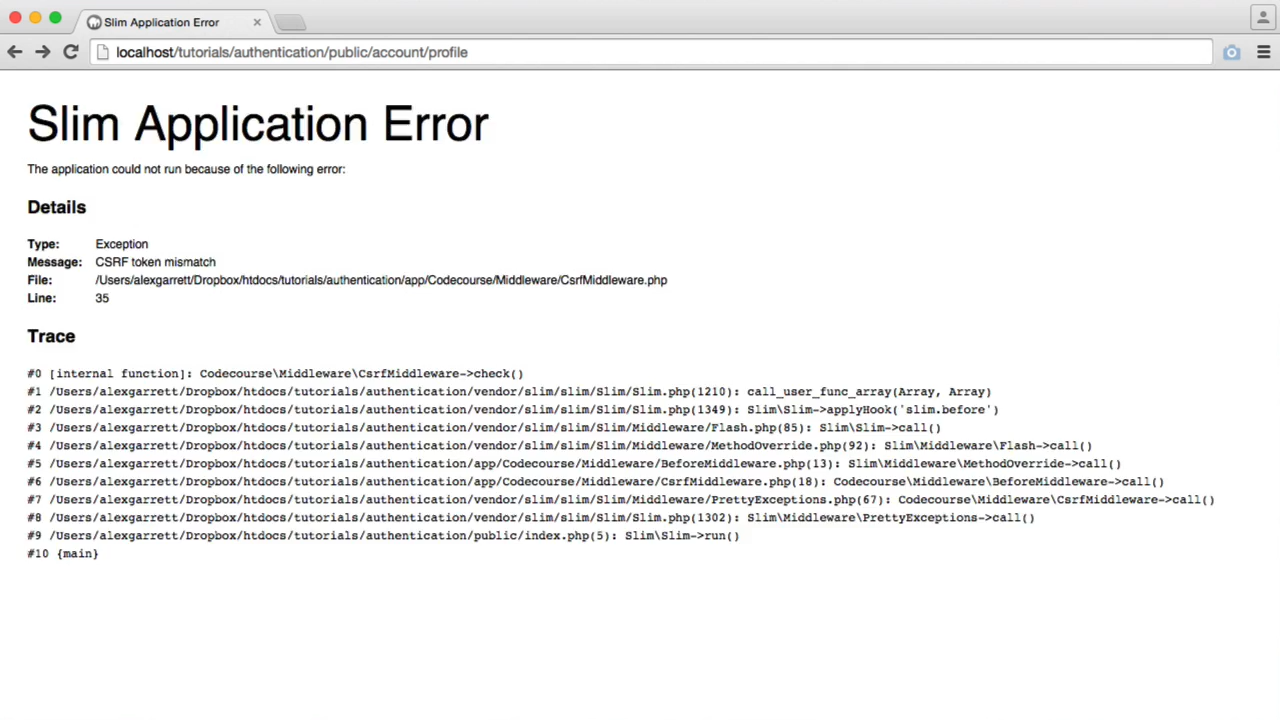 Slim Application Error
localhost/tutorials/authentication/public/account/profile
Slim Application Error
The application could not run because of the following error:
Details
Type: Exception
Message: CSRF token mismatch
File: /Users/alexgarrett/Dropbox/htdocs/tutorials/authentication/app/Codecourse/Middleware/CsrfMiddleware.php
Line: 35
Trace
#0 [internal function]: Codecourse\Middleware\CsrfMiddleware->check()
#1 /Users/alexgarrett/Dropbox/htdocs/tutorials/authentication/vendor/slim/slim/Slim/Slim.php(1210): call_user_func_array(Array, Array)
#2 /Users/alexgarrett/Dropbox/htdocs/tutorials/authentication/vendor/slim/slim/Slim/Slim.php(1349): Slim\Slim->applyHook('slim.before')
#3 /Users/alexgarrett/Dropbox/htdocs/tutorials/authentication/vendor/slim/slim/Slim/Middleware/Flash.php(85): Slim\Slim->call()
#4 /Users/alexgarrett/Dropbox/htdocs/tutorials/authentication/vendor/slim/slim/Slim/Middleware/MethodOverride.php(92): Slim\Middleware\Flash->call()
#5 /Users/alexgarrett/Dropbox/htdocs/tutorials/authentication/app/Codecourse/Middleware/BeforeMiddleware.php(13): Slim\Middleware\MethodOverride->call()
#6 /Users/alexgarrett/Dropbox/htdocs/tutorials/authentication/app/Codecourse/Middleware/CsrfMiddleware.php(18): Codecourse\Middleware\BeforeMiddleware->call()
#7 /Users/alexgarrett/Dropbox/htdocs/tutorials/authentication/vendor/slim/slim/Slim/Middleware/PrettyExceptions.php(67): Codecourse\Middleware\CsrfMiddleware->call()
#8 /Users/alexgarrett/Dropbox/htdocs/tutorials/authentication/vendor/slim/slim/Slim/Slim.php(1302): Slim\Middleware\PrettyExceptions->call()
#9 /Users/alexgarrett/Dropbox/htdocs/tutorials/authentication/public/index.php(5): Slim\Slim->run()
#10 {main}